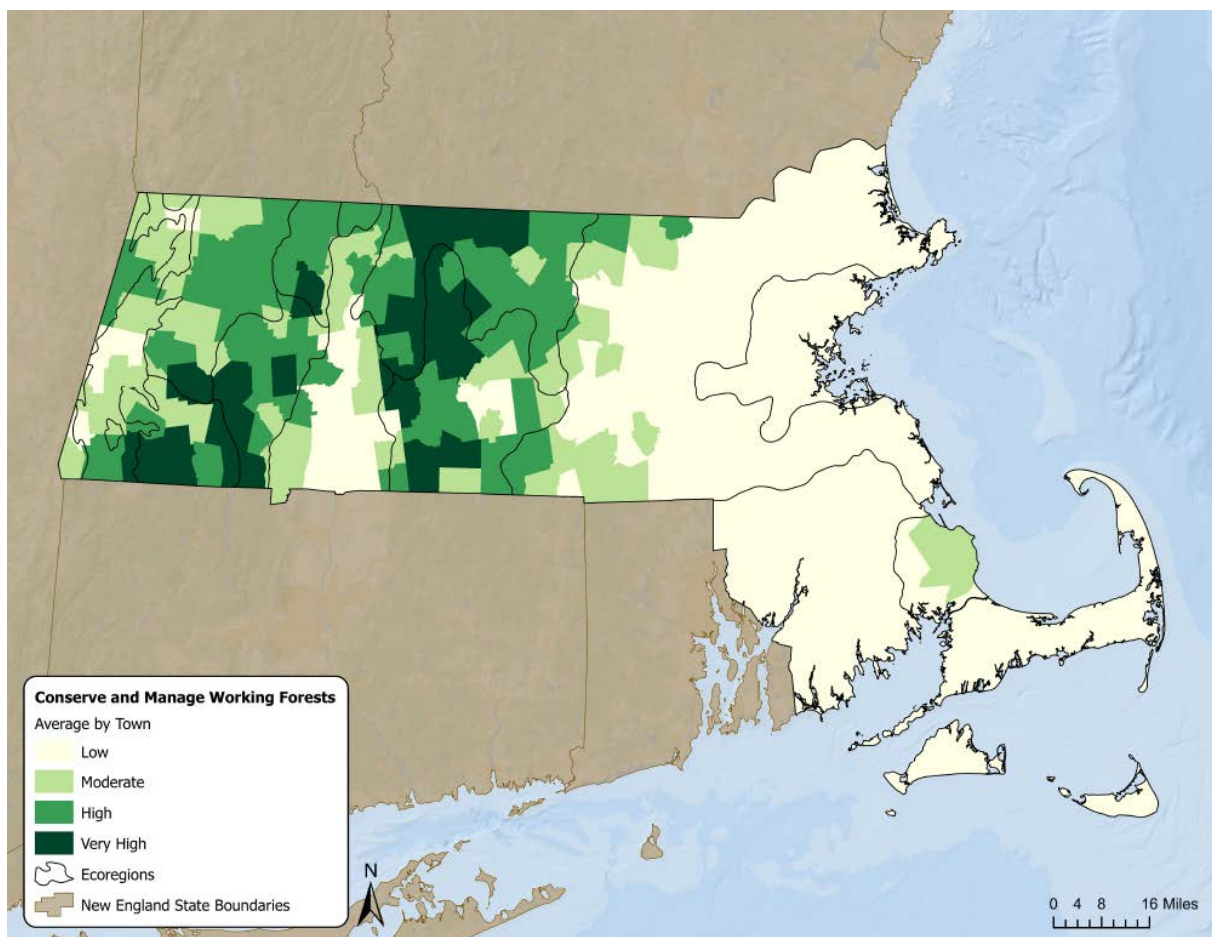 Conserve and Manage Working Forests
Average by Town
Low
Moderate
High
Very High
Ecoregions
New England State Boundaries
N
0 4 8 16 Miles